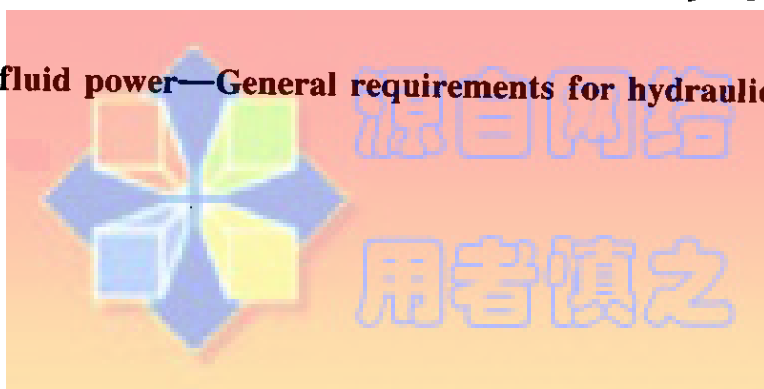 fluid power—General requirements for hydraulic
源自网络
用者慎之